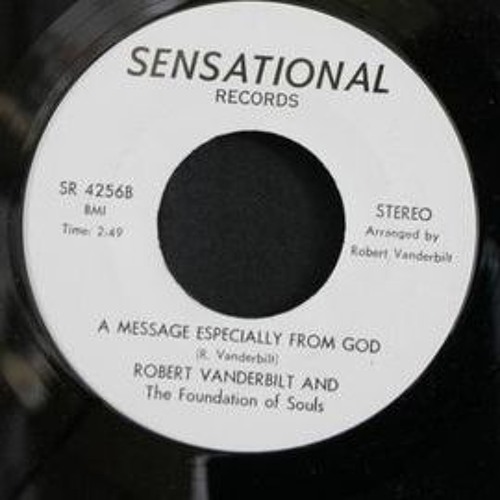 SENSATIONAL
RECORDS
SR 4256B
BMI
Time: 2:49
STEREO
Arranged by
Robert Vanderbilt
A MESSAGE ESPECIALLY FROM GOD
(R. Vanderbilt)
ROBERT VANDERBILT AND
The Foundation of Souls